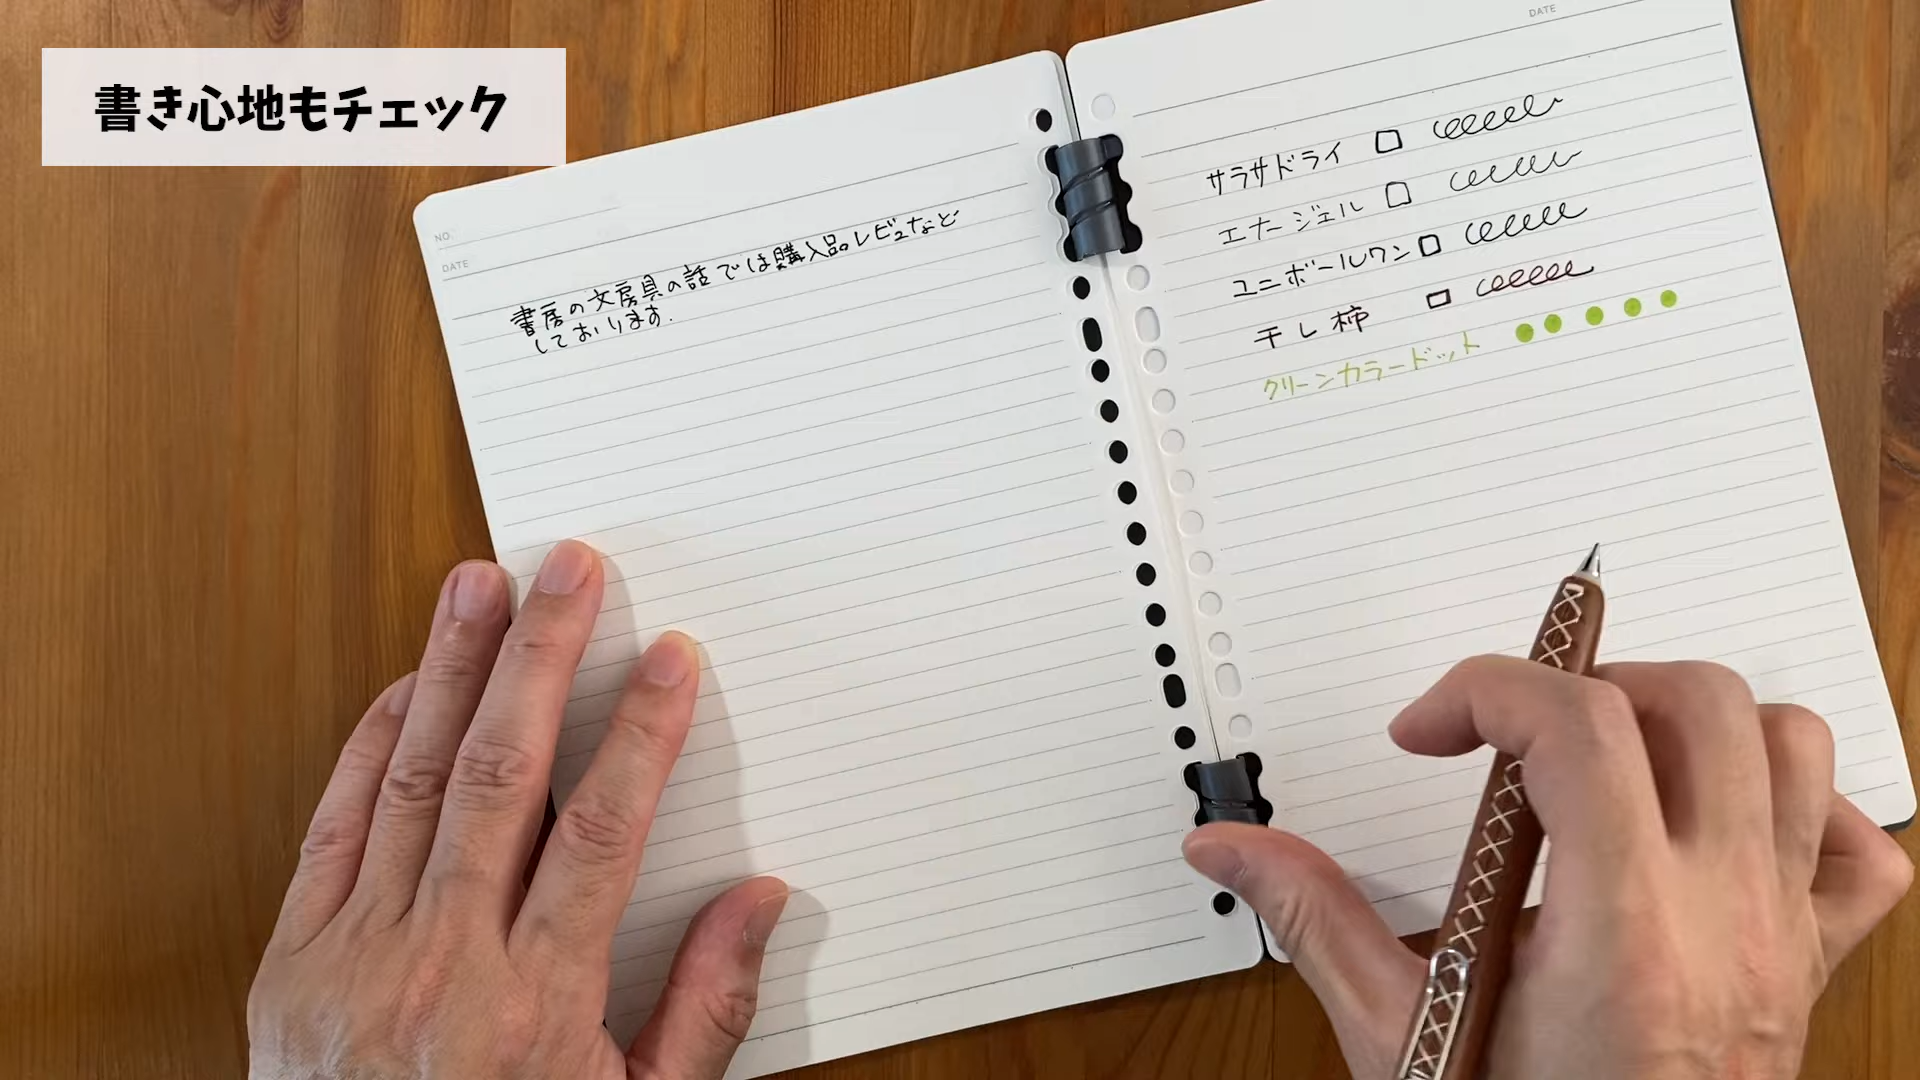 書き心地もチェック
NO.
DATE
書房の文房具の話では購入品レビューなど
しております.
DATE
サラサドライ
エナージェル
ユニボールワン
干し柿
クリーンカラードット